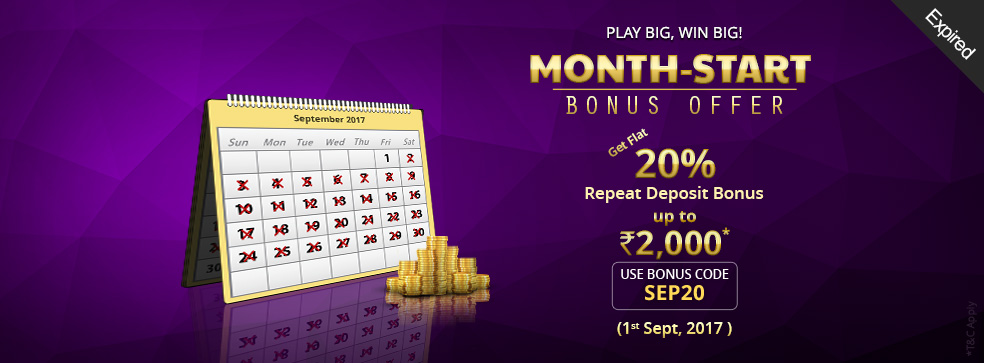 PLAY BIG, WIN BIG!
MONTH-START
BONUS OFFER
Get Flat
20%
Repeat Deposit Bonus
up to
₹2,000*
USE BONUS CODE
SEP20
(1st Sept, 2017 )
Expired
*T&C Apply
September 2017
Sun Mon Tue Wed Thu Fri Sat
1 2
3 4 5 6 7 8 9
10 11 12 13 14 15 16
17 18 19 20 21 22 23
24 25 26 27 28 29 30
30